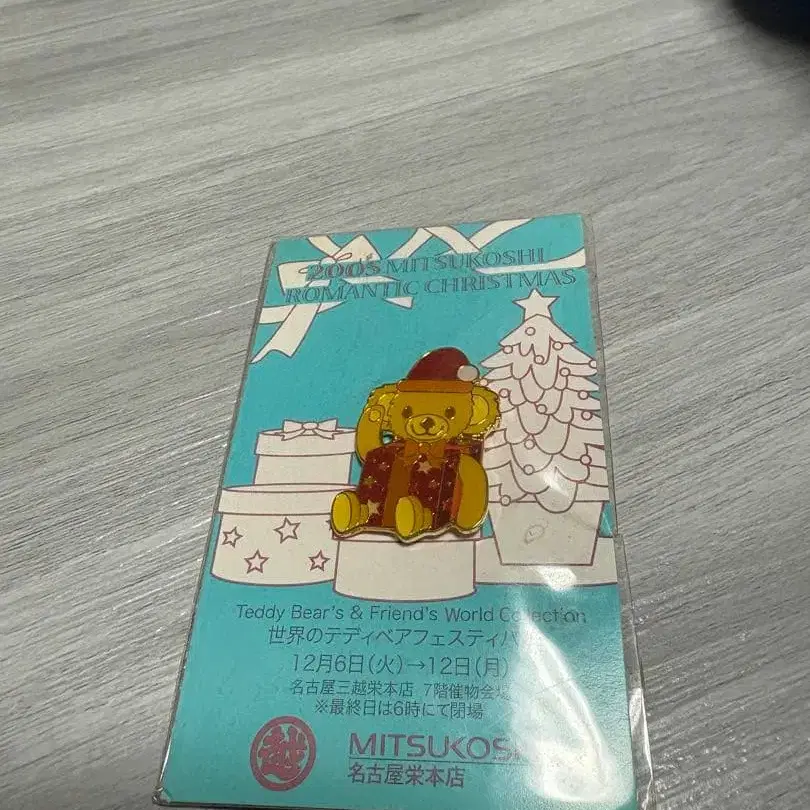 2005 MITSUKOSHI
ROMANTIC CHRISTMAS
Teddy Bear's & Friend's World Collection
世界のテディベアフェスティバ
12月6日(火)→12日(月)
名古屋三越栄本店 7階催物会場
※最終日は6時にて閉場
越
MITSUKOSHI
名古屋栄本店